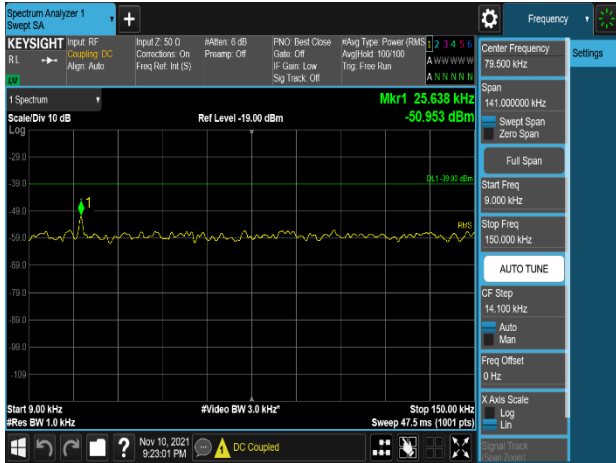 Spectrum Analyzer 1
Swept SA
+
Frequency
KEYSIGHT
RL
LW
Input: RF
Coupling: DC
Align: Auto
Input Z: 50 Ω
Corrections: On
Freq Ref: Int (S)
#Atten: 6 dB
Preamp: Off
PNO: Best Close
Gate: Off
IF Gain: Low
Sig Track: Off
#Avg Type: Power (RMS
Avg|Hold: 100/100
Trig: Free Run
1 2 3 4 5 6
A W W W W W
A N N N N N
1 Spectrum
Scale/Div 10 dB
Log
Ref Level -19.00 dBm
Mkr1 25.638 kHz
-50.953 dBm
-29.0
-39.0
-49.0
-59.0
-69.0
-79.0
-89.0
-99.0
-109
DL1 -39.00 dBm
1
RMS
Start 9.00 kHz
#Res BW 1.0 kHz
#Video BW 3.0 kHz*
Stop 150.00 kHz
Sweep 47.5 ms (1001 pts)
Nov 10, 2021
9:23:01 PM
?
DC Coupled
Center Frequency
79.500 kHz
Settings
Span
141.000000 kHz
Swept Span
Zero Span
Full Span
Start Freq
9.000 kHz
Stop Freq
150.000 kHz
AUTO TUNE
CF Step
14.100 kHz
Auto
Man
Freq Offset
0 Hz
X Axis Scale
Log
Lin
Signal Track
(Span Zoom)